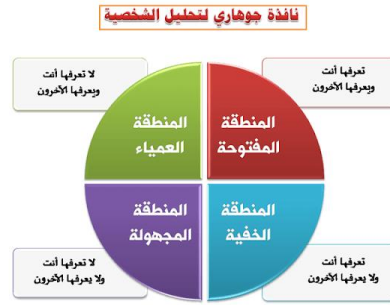 نافذة جوهاري لتحليل الشخصية
تعرفها أنت
ويعرفها الآخرون
لا تعرفها أنت
ويعرفها الآخرون
المنطقة
المفتوحة
المنطقة
العمياء
المنطقة
الخفية
المنطقة
المجهولة
تعرفها أنت
ولا يعرفها الآخرون
لا تعرفها أنت
ولا يعرفها الآخرون